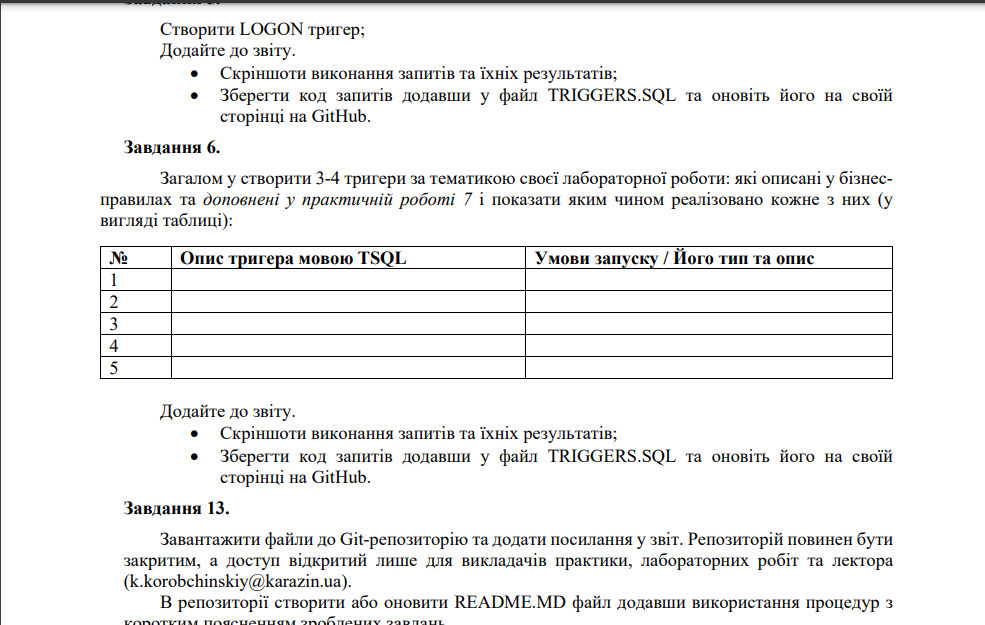 Створити LOGON тригер;
Додайте до звіту.
• Скріншоти виконання запитів та їхніх результатів;
• Зберегти код запитів додавши у файл TRIGGERS.SQL та оновіть його на своїй
сторінці на GitHub.
Завдання 6.
Загалом у створити 3-4 тригери за тематикою своєї лабораторної роботи: які описані у бізнес-
правилах та доповнені у практичній роботі 7 і показати яким чином реалізовано кожне з них (у
вигляді таблиці):
№ Опис тригера мовою TSQL Умови запуску / Його тип та опис
1
2
3
4
5
Додайте до звіту.
• Скріншоти виконання запитів та їхніх результатів;
• Зберегти код запитів додавши у файл TRIGGERS.SQL та оновіть його на своїй
сторінці на GitHub.
Завдання 13.
Завантажити файли до Git-репозиторію та додати посилання у звіт. Репозиторій повинен бути
закритим, а доступ відкритий лише для викладачів практики, лабораторних робіт та лектора
(k.korobchinskiy@karazin.ua).
В репозиторії створити або оновити README.MD файл додавши використання процедур з
коротким поясненням зроблених завдань.